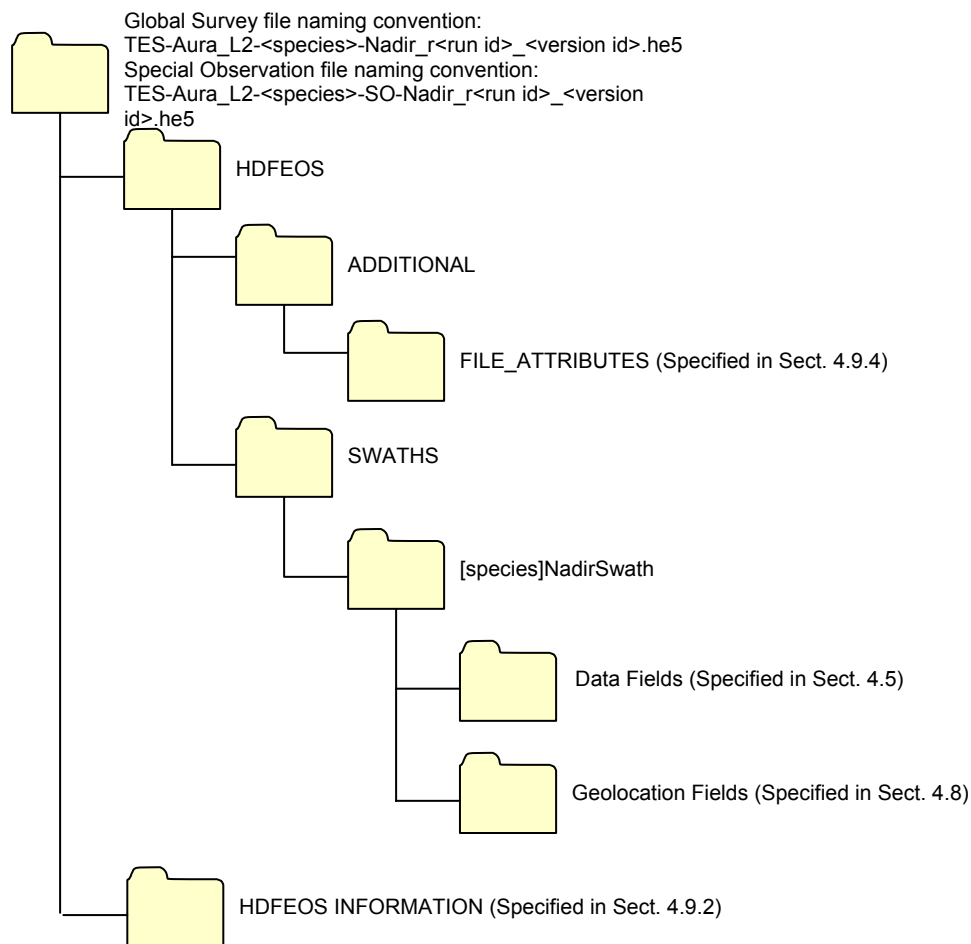 Global Survey file naming convention:
TES-Aura_L2-<species>-Nadir_r<run id>_<version id>.he5
Special Observation file naming convention:
TES-Aura_L2-<species>-SO-Nadir_r<run id>_<version
id>.he5
HDFEOS
ADDITIONAL
FILE_ATTRIBUTES (Specified in Sect. 4.9.4)
SWATHS
[species]NadirSwath
Data Fields (Specified in Sect. 4.5)
Geolocation Fields (Specified in Sect. 4.8)
HDFEOS INFORMATION (Specified in Sect. 4.9.2)